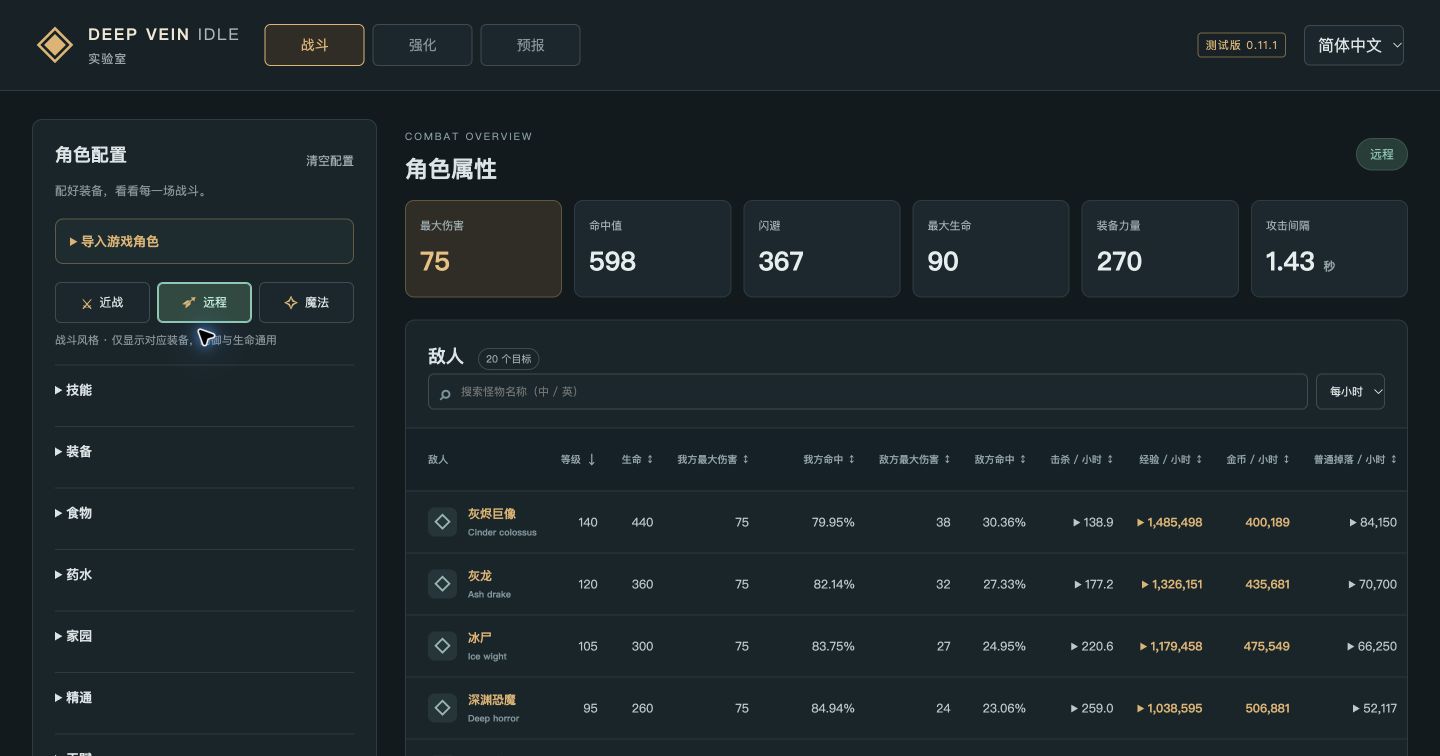 DEEP VEIN IDLE
实验室
战斗 强化 预报
测试版 0.11.1
简体中文
角色配置
清空配置
配好装备，看看每一场战斗。
导入游戏角色
近战 远程 魔法
战斗风格 · 仅显示对应装备，御与生命通用
技能
装备
食物
药水
家园
精通
COMBAT OVERVIEW
角色属性
远程
最大伤害 命中值 闪避 最大生命 装备力量 攻击间隔
75 598 367 90 270 1.43 秒
敌人 20 个目标
搜索怪物名称（中 / 英） 每小时
敌人 等级 ↓ 生命 ↕ 我方最大伤害 ↕ 我方命中 ↕ 敌方最大伤害 ↕ 敌方命中 ↕ 击杀 / 小时 ↕ 经验 / 小时 ↕ 金币 / 小时 ↕ 普通掉落 / 小时 ↕
灰烬巨像 140 440 75 79.95% 38 30.36% 138.9 1,485,498 400,189 84,150
Cinder colossus
灰龙 120 360 75 82.14% 32 27.33% 177.2 1,326,151 435,681 70,700
Ash drake
冰尸 105 300 75 83.75% 27 24.95% 220.6 1,179,458 475,549 66,250
Ice wight
深渊恐魔 95 260 75 84.94% 24 23.06% 259.0 1,038,595 506,881 52,117
Deep horror